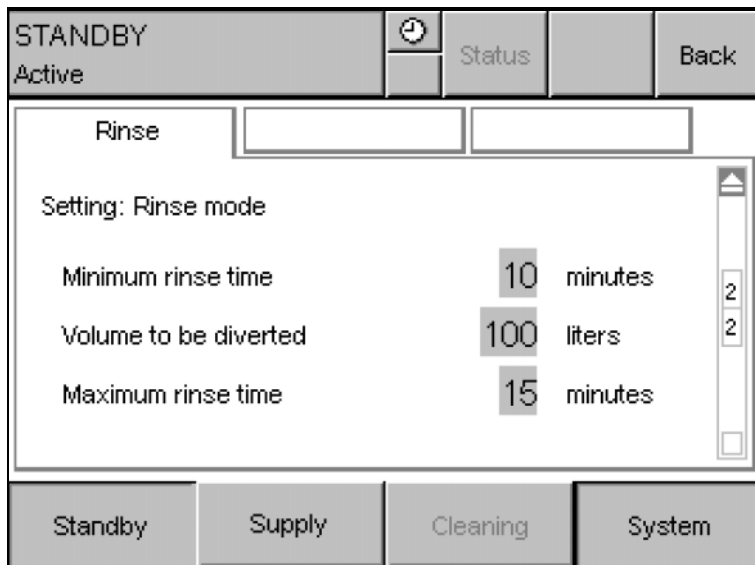 STANDBY
Active
Status
Back
Rinse
Setting: Rinse mode
Minimum rinse time 10 minutes
Volume to be diverted 100 liters
Maximum rinse time 15 minutes
2
2
Standby
Supply
Cleaning
System